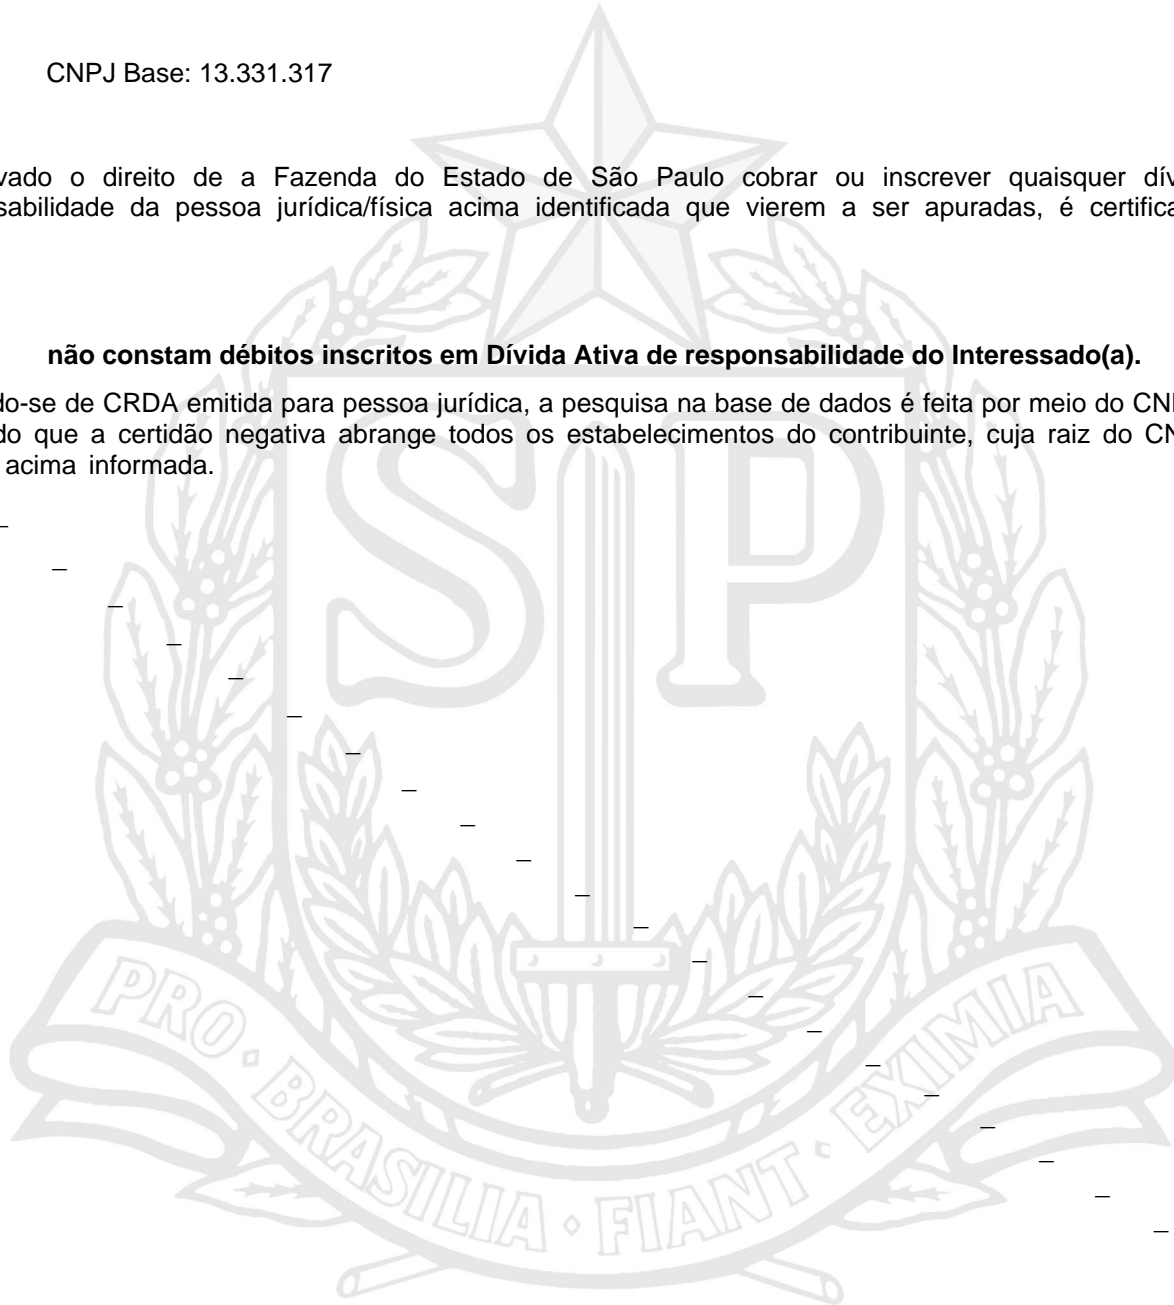 CNPJ Base: 13.331.317
vado o direito de a Fazenda do Estado de São Paulo cobrar ou inscrever quaisquer dív
sabilidade da pessoa jurídica/física acima identificada que vierem a ser apuradas, é certifica
não constam débitos inscritos em Dívida Ativa de responsabilidade do Interessado(a).
do-se de CRDA emitida para pessoa jurídica, a pesquisa na base de dados é feita por meio do CN
do que a certidão negativa abrange todos os estabelecimentos do contribuinte, cuja raiz do CN
acima informada.
SP
PRO · BRASILIA · FIANT · EXIMIA